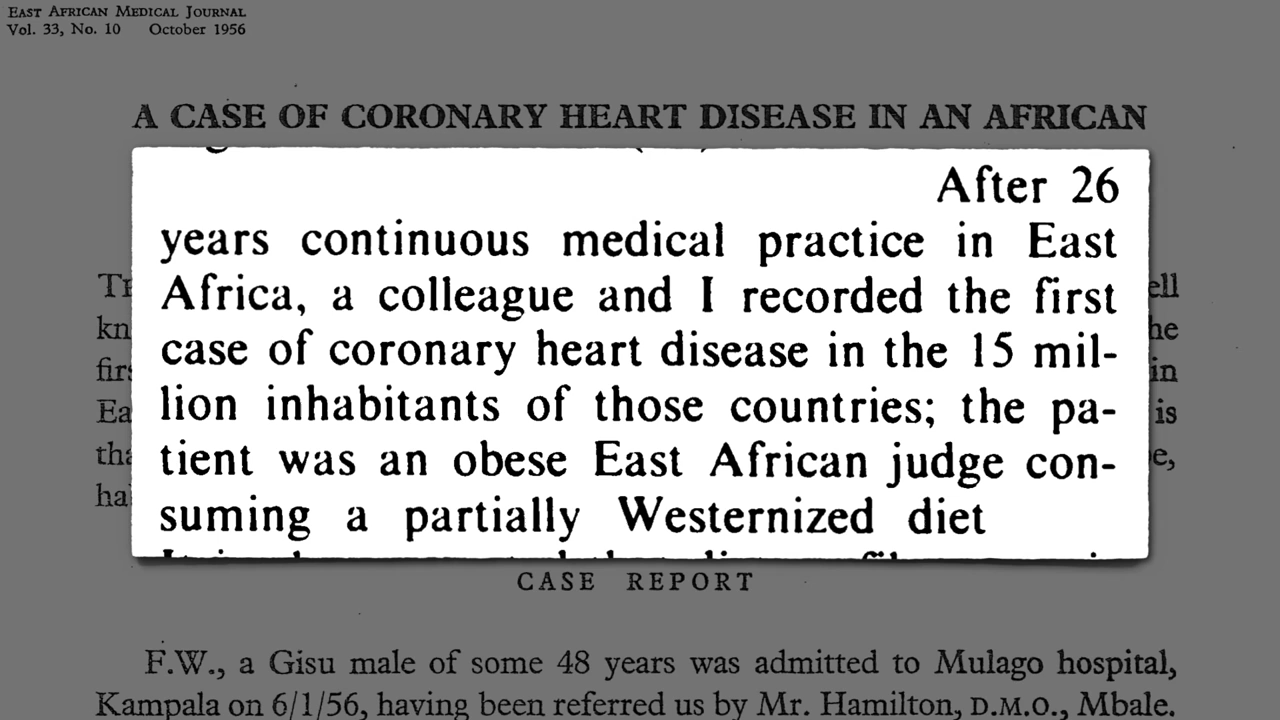 EAST AFRICAN MEDICAL JOURNAL
Vol. 33, No. 10 October 1956
A CASE OF CORONARY HEART DISEASE IN AN AFRICAN
After 26
years continuous medical practice in East
Africa, a colleague and I recorded the first
case of coronary heart disease in the 15 mil-
lion inhabitants of those countries; the pa-
tient was an obese East African judge con-
suming a partially Westernized diet
CASE REPORT
F.W., a Gisu male of some 48 years was admitted to Mulago hospital,
Kampala on 6/1/56, having been referred us by Mr. Hamilton, D.M.O., Mbale.